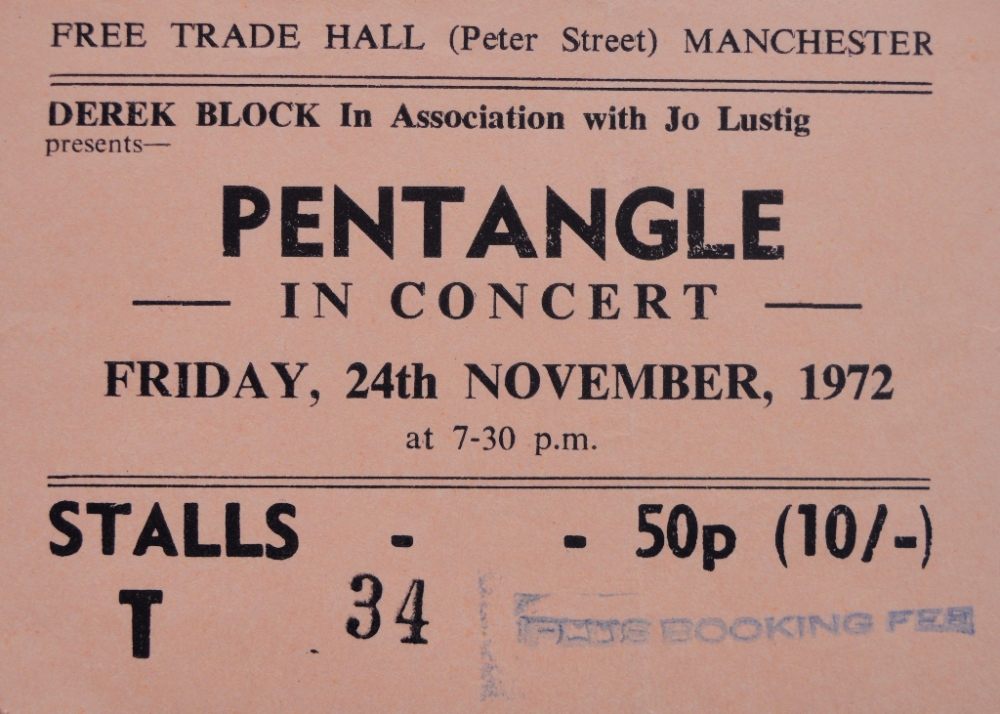 FREE TRADE HALL (Peter Street) MANCHESTER
DEREK BLOCK In Association with Jo Lustig
presents—
PENTANGLE
— IN CONCERT —
FRIDAY, 24th NOVEMBER, 1972
at 7-30 p.m.
STALLS - - 50p (10/-)
T 34
PLUS BOOKING FEE